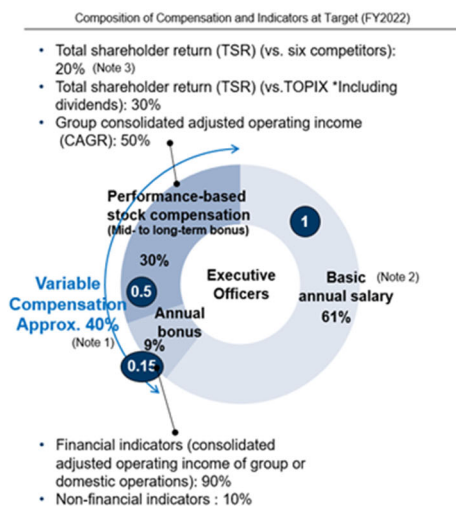 Composition of Compensation and Indicators at Target (FY2022)
• Total shareholder return (TSR) (vs. six competitors):
20% (Note 3)
• Total shareholder return (TSR) (vs.TOPIX *Including
dividends): 30%
• Group consolidated adjusted operating income
(CAGR): 50%
Performance-based
stock compensation
(Mid- to long-term bonus)
30%
1
Executive
Officers
Basic (Note 2)
annual salary
61%
Variable
Compensation
Approx. 40%
(Note 1)
0.5
Annual
bonus
9%
0.15
• Financial indicators (consolidated
adjusted operating income of group or
domestic operations): 90%
• Non-financial indicators : 10%